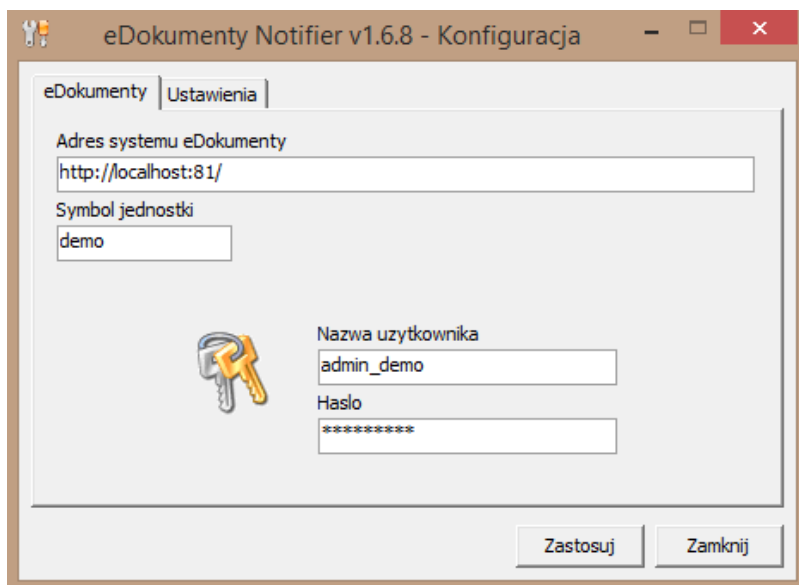 eDokumenty Notifier v1.6.8 - Konfiguracja
eDokumenty Ustawienia
Adres systemu eDokumenty
http://localhost:81/
Symbol jednostki
demo
Nazwa uzytkownika
admin_demo
Haslo
*********
Zastosuj Zamknij